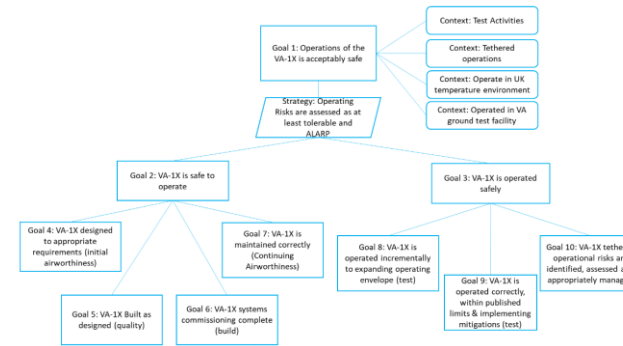 Context: Test Activities
Goal 1: Operations of the
VA-1X is acceptably safe
Context: Tethered
operations
Context: Operate in UK
temperature environment
Context: Operated in VA
ground test facility
Strategy: Operating
Risks are assessed as at
least tolerable and
ALARP
Goal 2: VA-1X is safe to
operate
Goal 3: VA-1X is operated
safely
Goal 4: VA-1X designed
to appropriate
requirements (initial
airworthiness)
Goal 7: VA-1X is
maintained correctly
(Continuing
Airworthiness)
Goal 8: VA-1X is
operated incrementally
to expanding operating
envelope (test)
Goal 10: VA-1X tethe
operational risks ar
identified, assessed a
appropriately manag
Goal 5: VA-1X Built as
designed (quality)
Goal 6: VA-1X systems
commissioning complete
(build)
Goal 9: VA-1X is
operated correctly,
within published
limits & implementing
mitigations (test)